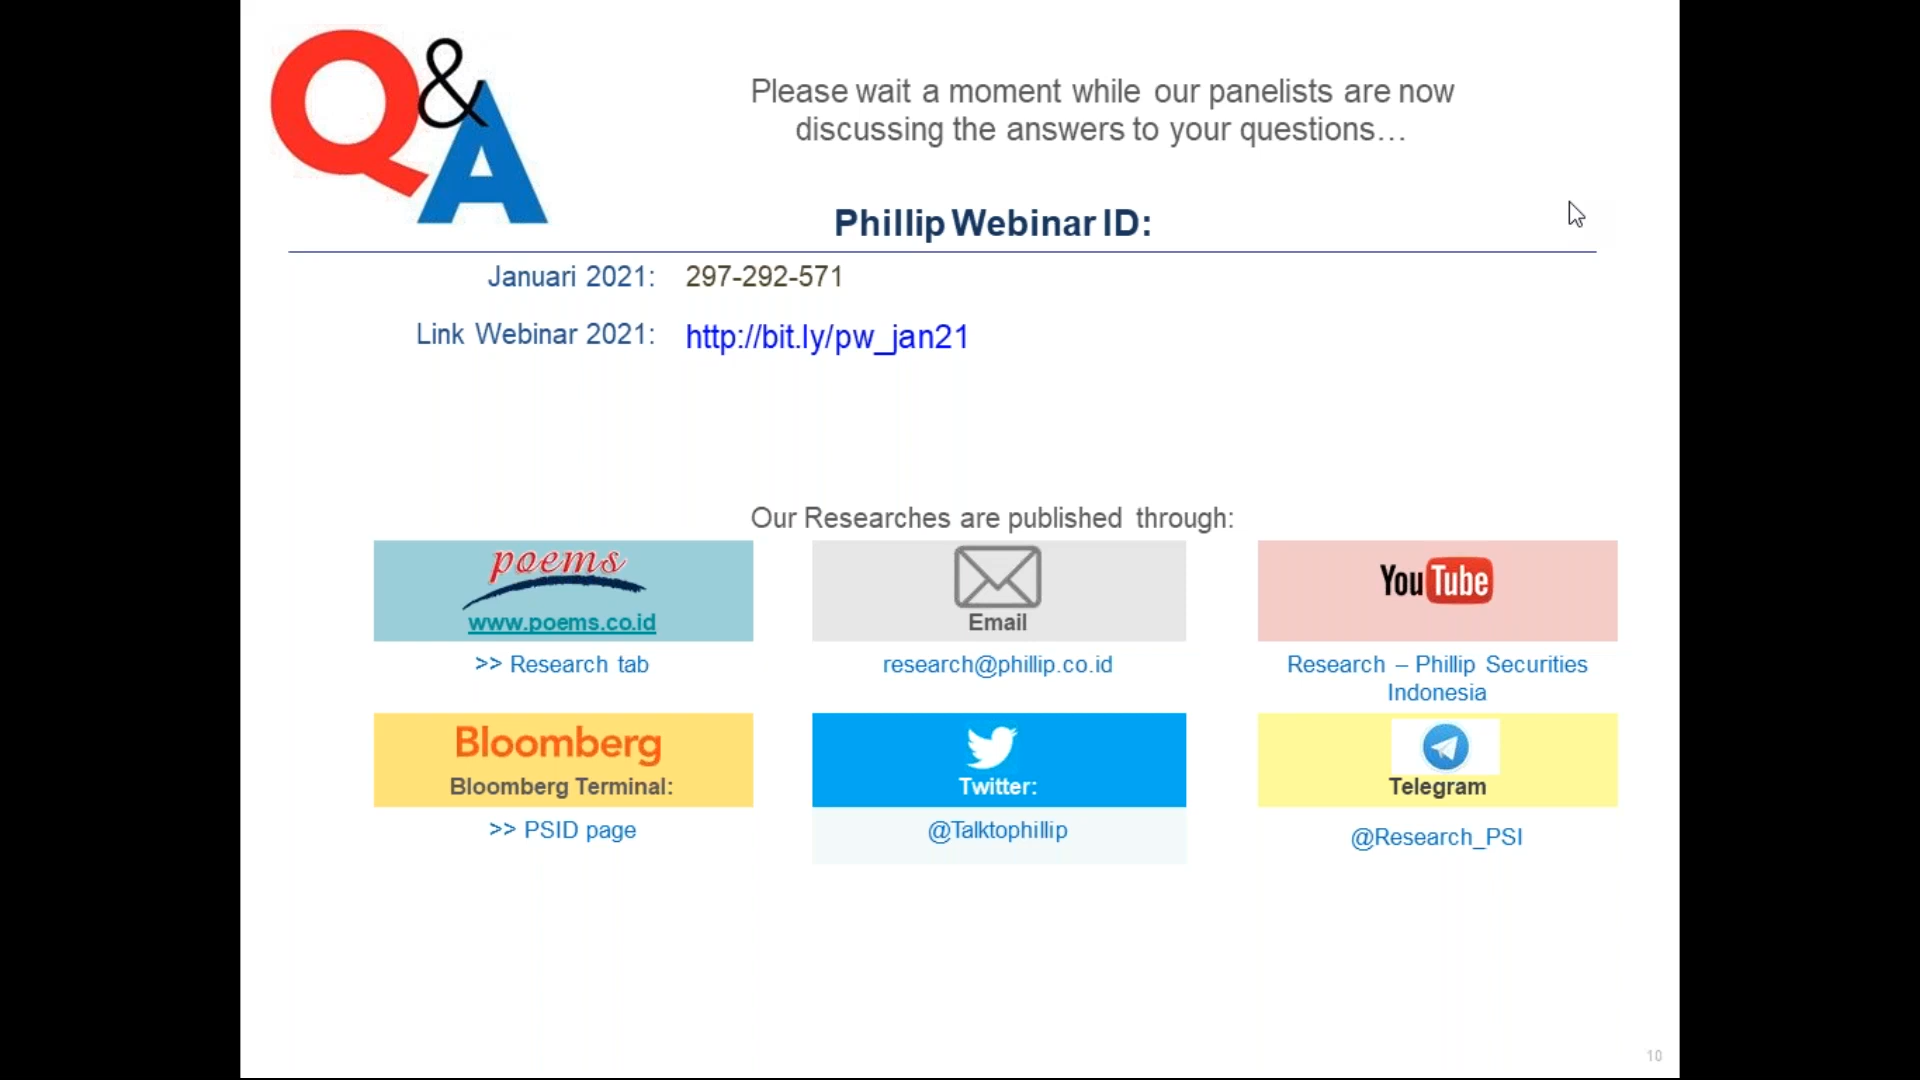 Q&A
Please wait a moment while our panelists are now
discussing the answers to your questions…
Phillip Webinar ID:
Januari 2021: 297-292-571
Link Webinar 2021: http://bit.ly/pw_jan21
Our Researches are published through:
poems
www.poems.co.id
>> Research tab
Email
research@phillip.co.id
YouTube
Research – Phillip Securities
Indonesia
Bloomberg
Bloomberg Terminal:
>> PSID page
Twitter:
@Talktophillip
Telegram
@Research_PSI
10